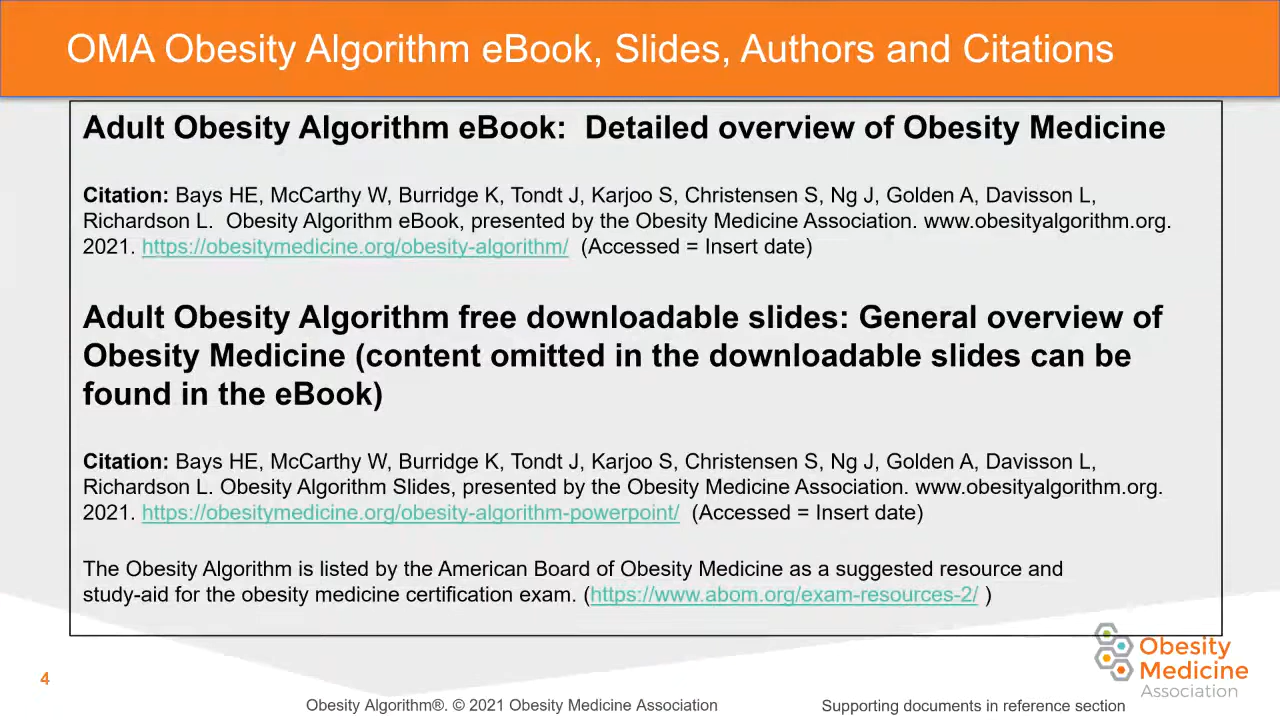 OMA Obesity Algorithm eBook, Slides, Authors and Citations
Adult Obesity Algorithm eBook:  Detailed overview of Obesity Medicine
Citation: Bays HE, McCarthy W, Burridge K, Tondt J, Karjoo S, Christensen S, Ng J, Golden A, Davisson L,
Richardson L.  Obesity Algorithm eBook, presented by the Obesity Medicine Association. www.obesityalgorithm.org.
2021. https://obesitymedicine.org/obesity-algorithm/  (Accessed = Insert date)
Adult Obesity Algorithm free downloadable slides: General overview of
Obesity Medicine (content omitted in the downloadable slides can be
found in the eBook)
Citation: Bays HE, McCarthy W, Burridge K, Tondt J, Karjoo S, Christensen S, Ng J, Golden A, Davisson L,
Richardson L. Obesity Algorithm Slides, presented by the Obesity Medicine Association. www.obesityalgorithm.org.
2021. https://obesitymedicine.org/obesity-algorithm-powerpoint/  (Accessed = Insert date)
The Obesity Algorithm is listed by the American Board of Obesity Medicine as a suggested resource and
study-aid for the obesity medicine certification exam. (https://www.abom.org/exam-resources-2/ )
Obesity
Medicine
Association
4
Obesity Algorithm®. © 2021 Obesity Medicine Association
Supporting documents in reference section